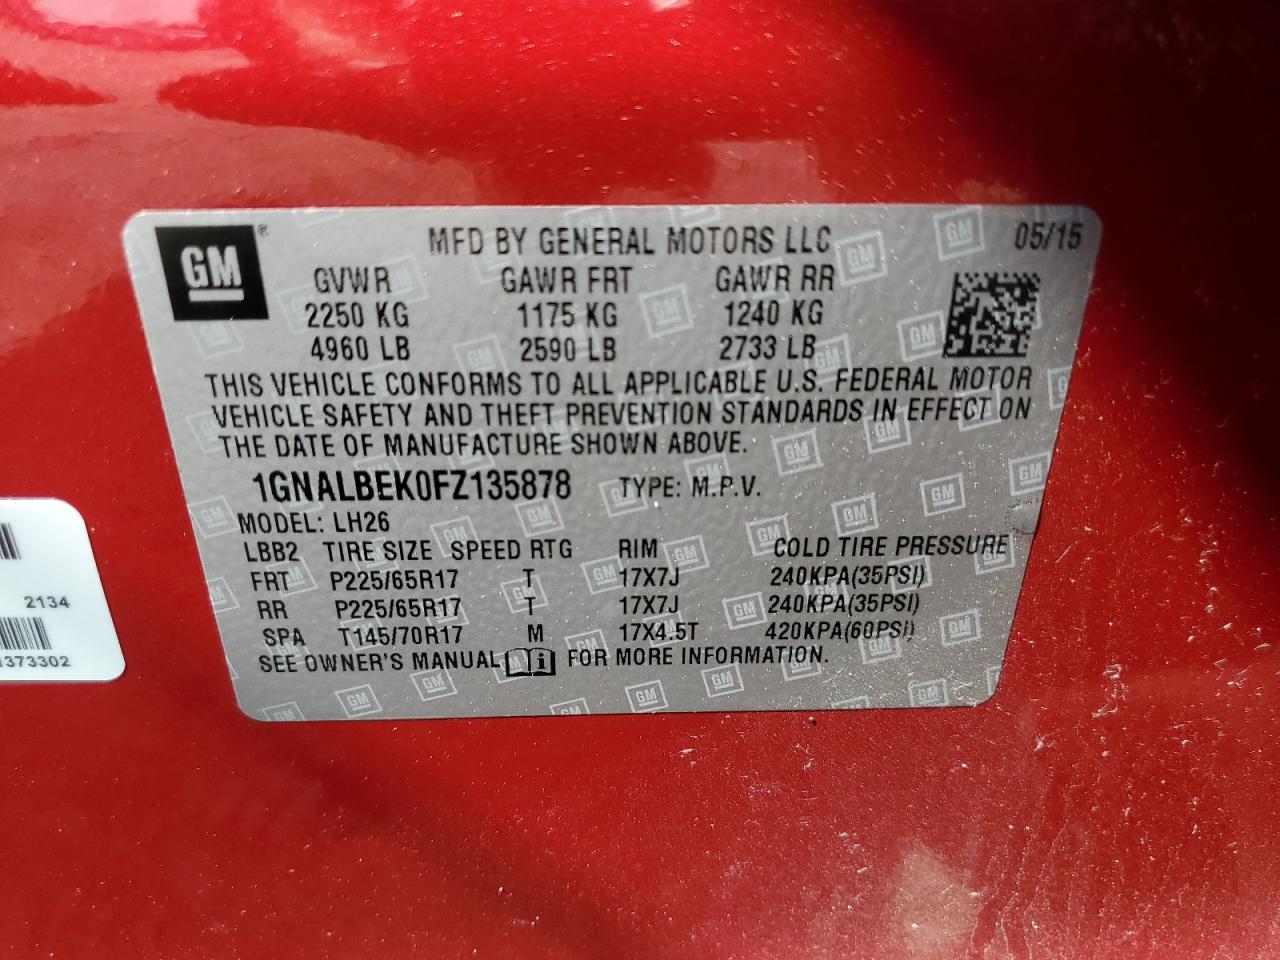 GM ® MFD BY GENERAL MOTORS LLC 05/15
GVWR GAWR FRT GAWR RR
2250 KG 1175 KG 1240 KG
4960 LB 2590 LB 2733 LB
THIS VEHICLE CONFORMS TO ALL APPLICABLE U.S. FEDERAL MOTOR
VEHICLE SAFETY AND THEFT PREVENTION STANDARDS IN EFFECT ON
THE DATE OF MANUFACTURE SHOWN ABOVE.
1GNALBEK0FZ135878 TYPE: M.P.V.
MODEL: LH26
LBB2 TIRE SIZE SPEED RTG RIM COLD TIRE PRESSURE
FRT P225/65R17 T 17X7J 240KPA(35PSI)
RR P225/65R17 T 17X7J 240KPA(35PSI)
SPA T145/70R17 M 17X4.5T 420KPA(60PSI)
SEE OWNER'S MANUAL FOR MORE INFORMATION.
2134
1373302